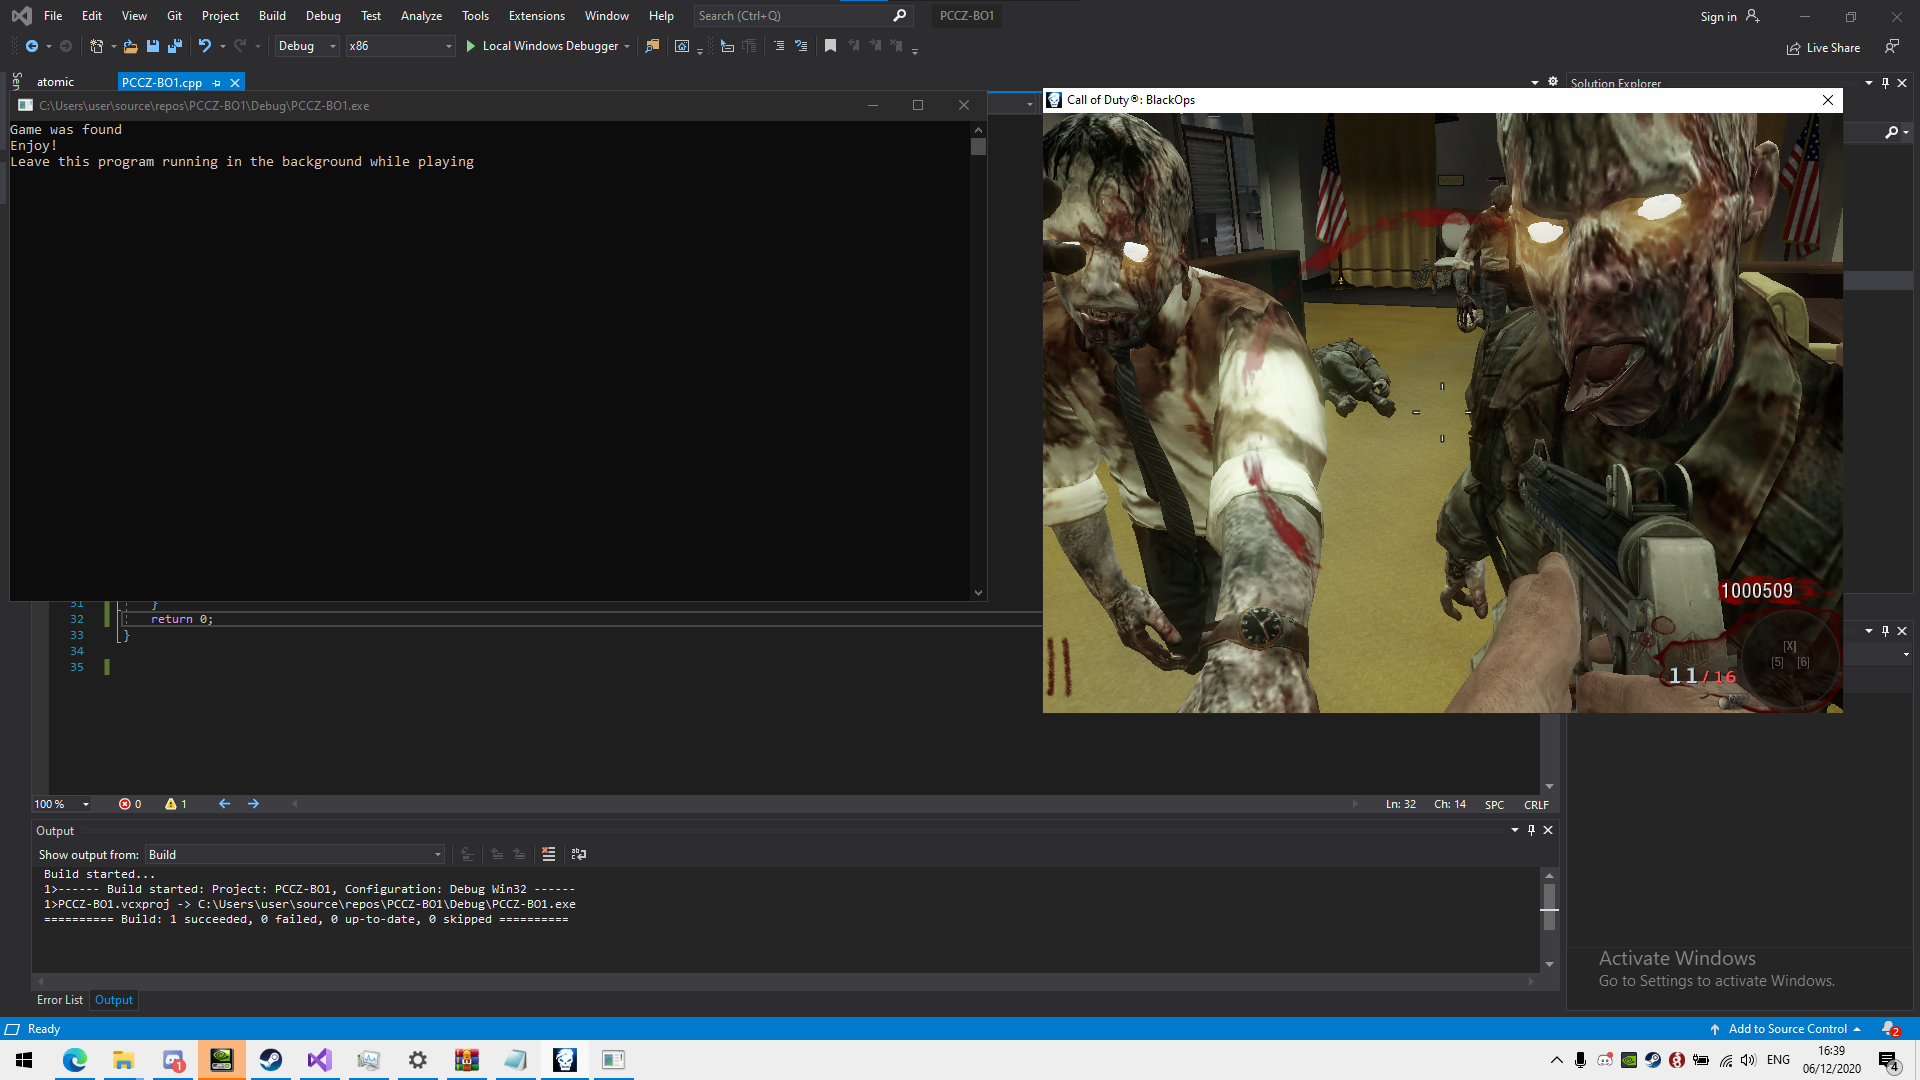 File Edit View Git Project Build Debug Test Analyze Tools Extensions Window Help Search (Ctrl+Q) PCCZ-BO1 Sign in
Debug x86 Local Windows Debugger Live Share
atomic PCCZ-BO1.cpp Solution Explorer
C:\Users\user\source\repos\PCCZ-BO1\Debug\PCCZ-BO1.exe
Call of Duty®: BlackOps
Game was found
Enjoy!
Leave this program running in the background while playing
1000509
[X]
[5] [6]
11/16
31 }
32 return 0;
33 }
34
35
100 % 0 1 Ln: 32 Ch: 14 SPC CRLF
Output
Show output from: Build
Build started...
1>------ Build started: Project: PCCZ-BO1, Configuration: Debug Win32 ------
1>PCCZ-BO1.vcxproj -> C:\Users\user\source\repos\PCCZ-BO1\Debug\PCCZ-BO1.exe
========== Build: 1 succeeded, 0 failed, 0 up-to-date, 0 skipped ==========
Activate Windows
Go to Settings to activate Windows.
Error List Output
Ready Add to Source Control 2
1 ENG 16:39
06/12/2020 4